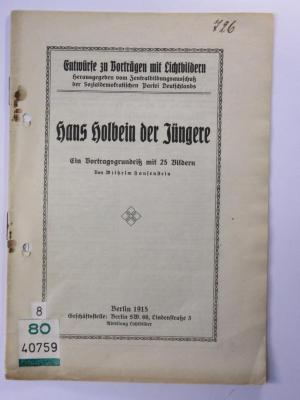 726
Entwürfe zu Vorträgen mit Lichtbildern
Herausgegeben vom Zentralbildungsausschuß
der Sozialdemokratischen Partei Deutschlands
Hans Holbein der Jüngere
Ein Vortragsgrundriß mit 25 Bildern
Von Wilhelm Hausenstein
Berlin 1915
Geschäftsstelle: Berlin SW. 68, Lindenstraße 3
Abteilung Lichtbilder
8
80
40759